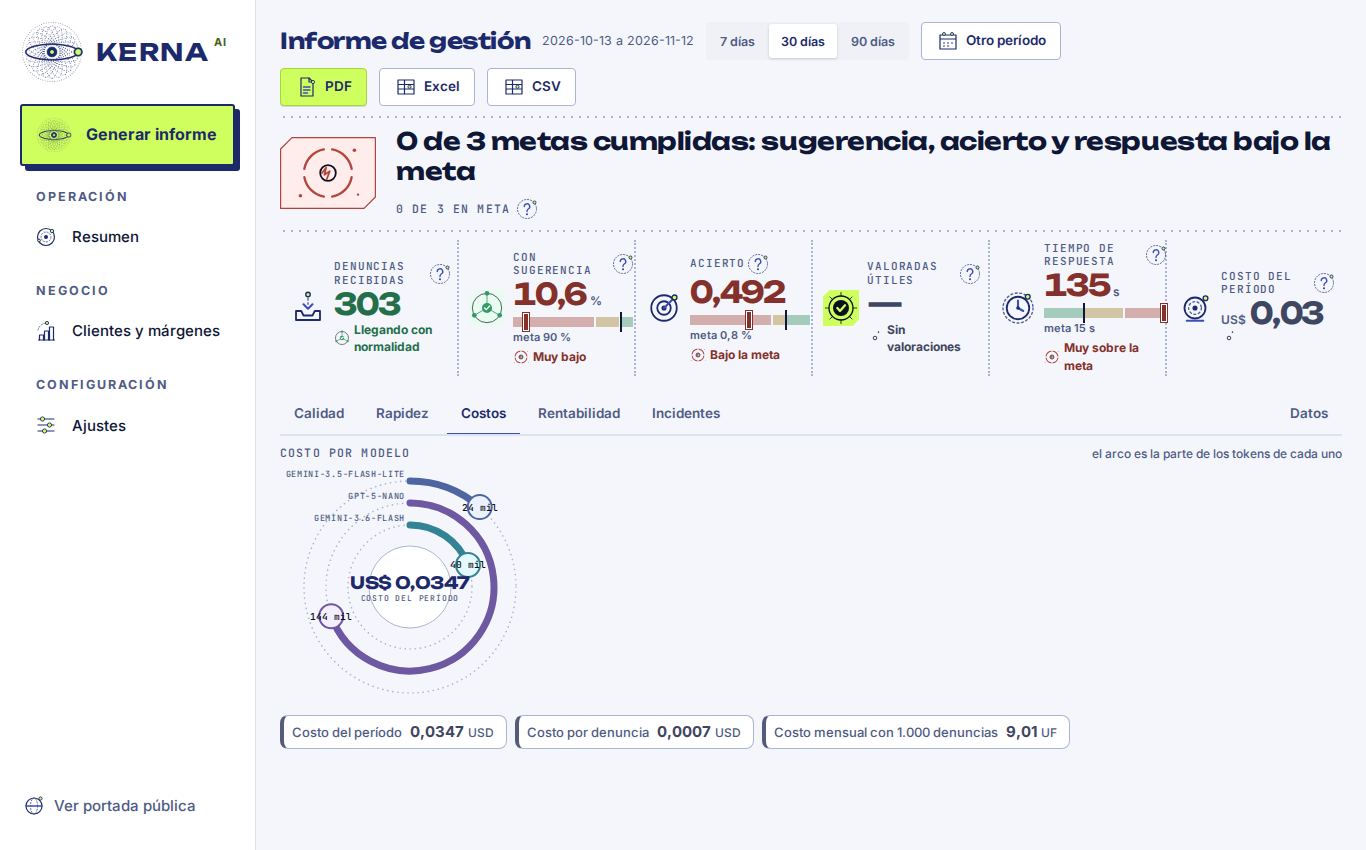 KERNA AI
Informe de gestión 2026-10-13 a 2026-11-12 7 días 30 días 90 días Otro período
PDF Excel CSV
Generar informe
OPERACIÓN
Resumen
NEGOCIO
Clientes y márgenes
CONFIGURACIÓN
Ajustes
Ver portada pública
0 de 3 metas cumplidas: sugerencia, acierto y respuesta bajo la
meta
0 DE 3 EN META ?
DENUNCIAS
RECIBIDAS ?
303
Llegando con
normalidad
CON
SUGERENCIA ?
10,6 %
meta 90 %
Muy bajo
ACIERTO ?
0,492
meta 0,8 %
Bajo la meta
VALORADAS
ÚTILES ?
—
Sin
valoraciones
TIEMPO DE
RESPUESTA ?
135 s
meta 15 s
Muy sobre la
meta
COSTO DEL
PERÍODO ?
US$ 0,03
Calidad Rapidez Costos Rentabilidad Incidentes Datos
COSTO POR MODELO el arco es la parte de los tokens de cada uno
GEMINI-3.5-FLASH-LITE
GPT-5-NANO
24 mil
GEMINI-3.6-FLASH
40 mil
US$ 0,0347
COSTO DEL PERÍODO
144 mil
Costo del período 0,0347 USD Costo por denuncia 0,0007 USD Costo mensual con 1.000 denuncias 9,01 UF